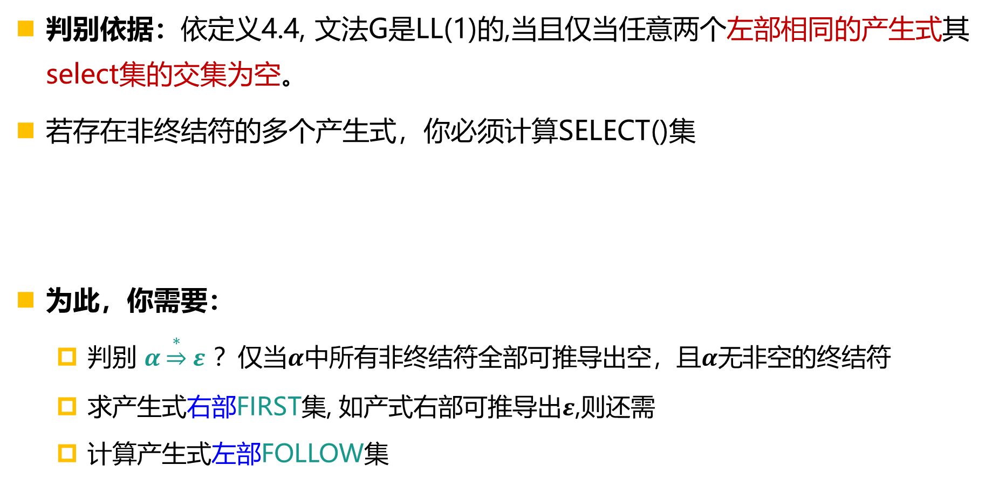 判别依据：依定义4.4, 文法G是LL(1)的,当且仅当任意两个左部相同的产生式其
select集的交集为空。
若存在非终结符的多个产生式，你必须计算SELECT()集
为此，你需要：
判别 α ⇒* ε ？仅当α中所有非终结符全部可推导出空，且α无非空的终结符
求产生式右部FIRST集, 如产式右部可推导出ε,则还需
计算产生式左部FOLLOW集